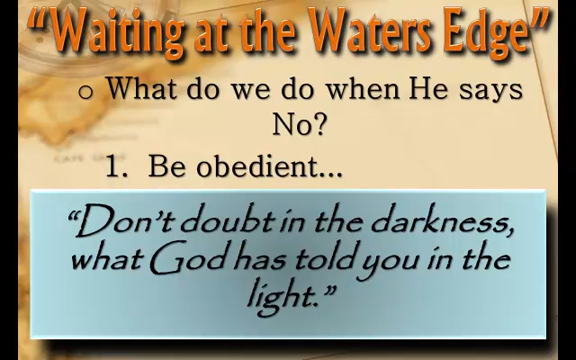 “Waiting at the Waters Edge”
o What do we do when He says
No?
1. Be obedient...
“Don't doubt in the darkness,
what God has told you in the
light.”